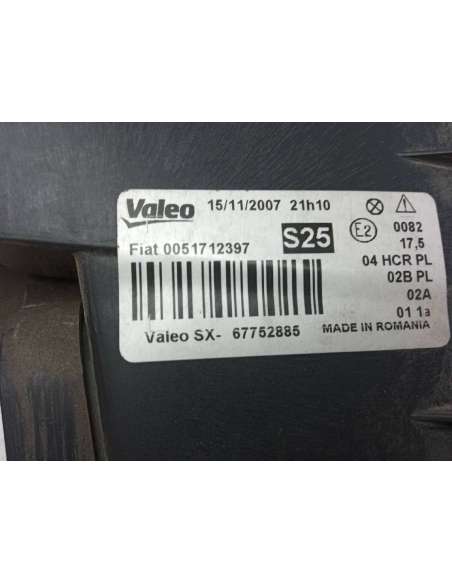 Valeo 15/11/2007 21h10
Fiat 0051712397 S25 E2 0082
17,5
04 HCR PL
02B PL
02A
01 1a
Valeo SX- 67752885 MADE IN ROMANIA